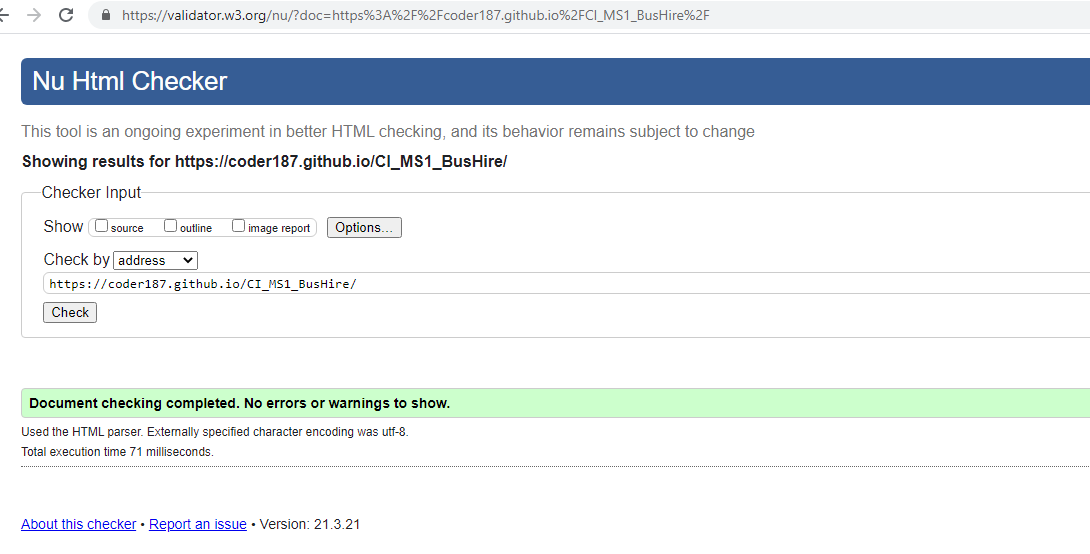 https://validator.w3.org/nu/?doc=https%3A%2F%2Fcoder187.github.io%2FCI_MS1_BusHire%2F
Nu Html Checker
This tool is an ongoing experiment in better HTML checking, and its behavior remains subject to change
Showing results for https://coder187.github.io/CI_MS1_BusHire/
Checker Input
Show source outline image report Options...
Check by address
https://coder187.github.io/CI_MS1_BusHire/
Check
Document checking completed. No errors or warnings to show.
Used the HTML parser. Externally specified character encoding was utf-8.
Total execution time 71 milliseconds.
About this checker • Report an issue • Version: 21.3.21